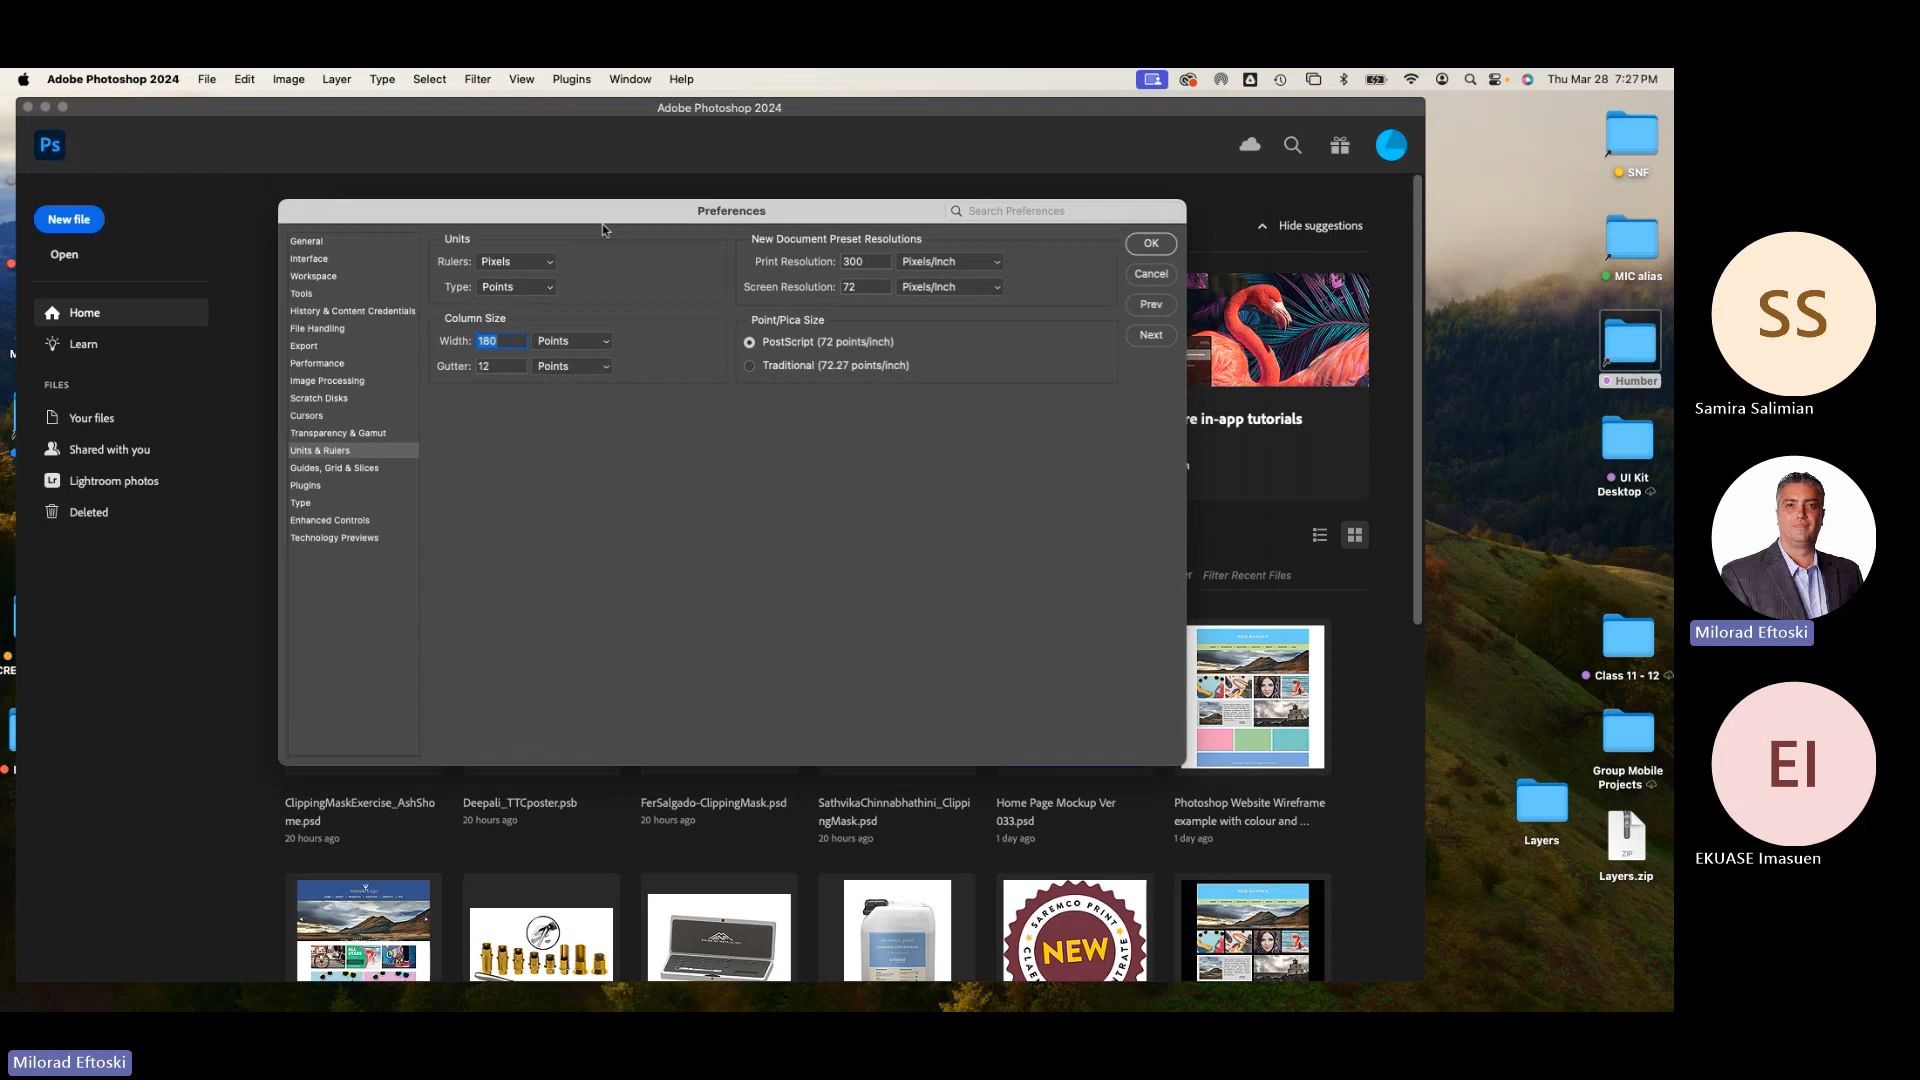 Adobe Photoshop 2024 File Edit Image Layer Type Select Filter View Plugins Window Help Thu Mar 28 7:27 PM
Adobe Photoshop 2024
Ps
New file
Open
Home
Learn
FILES
Your files
Shared with you
Lr Lightroom photos
Deleted
Hide suggestions
Preferences
Search Preferences
General
Interface
Workspace
Tools
History & Content Credentials
File Handling
Export
Performance
Image Processing
Scratch Disks
Cursors
Transparency & Gamut
Units & Rulers
Guides, Grid & Slices
Plugins
Type
Enhanced Controls
Technology Previews
Units
Rulers: Pixels
Type: Points
Column Size
Width: 180 Points
Gutter: 12 Points
New Document Preset Resolutions
Print Resolution: 300 Pixels/Inch
Screen Resolution: 72 Pixels/Inch
Point/Pica Size
PostScript (72 points/inch)
Traditional (72.27 points/inch)
OK
Cancel
Prev
Next
re in-app tutorials
Filter Recent Files
WEB BANNER
ClippingMaskExercise_AshSho
me.psd
20 hours ago
Deepali_TTCposter.psb
20 hours ago
FerSalgado-ClippingMask.psd
20 hours ago
SathvikaChinnabhathini_Clippi
ngMask.psd
20 hours ago
Home Page Mockup Ver
033.psd
1 day ago
Photoshop Website Wireframe
example with colour and ...
1 day ago
SAREMCO PRINT
NEW
WEB BANNER
SNF
MIC alias
Humber
UI Kit
Desktop
Class 11 - 12
Group Mobile
Projects
Layers
ZIP
Layers.zip
SS
Samira Salimian
Milorad Eftoski
EI
EKUASE Imasuen
Milorad Eftoski